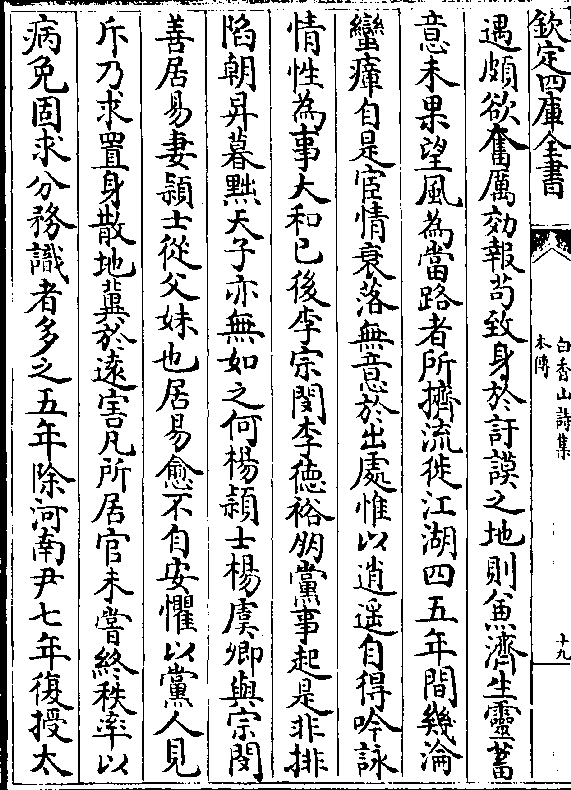 欽定四庫全書
白香山詩集
本傳
十九
遇頗欲奮厲効報苟致身於訏謨之地則兼濟生靈蓄
意未果望風為當路者所擠流徙江湖四五年間幾淪
蠻瘴自是宦情衰落無意於出處惟以逍遥自得吟詠
情性為事大和已後李宗閔李德裕朋黨事起是非排
陷朝昇暮黜天子亦無如之何楊頴士楊虞卿與宗閔
善居易妻頴士從父妹也居易愈不自安懼以黨人見
斥乃求置身散地冀於遠害凡所居官未嘗終秩率以
病免固求分務識者多之五年除河南尹七年復授太